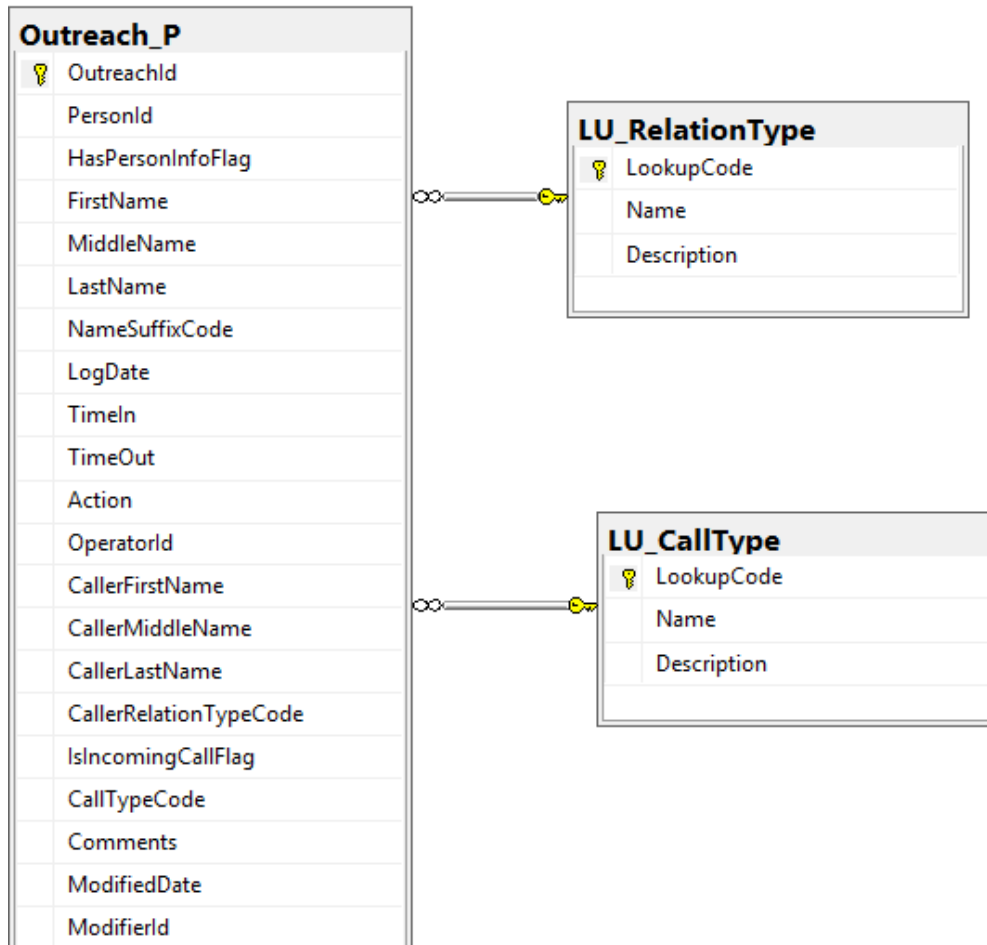 Outreach_P
OutreachId
PersonId
HasPersonInfoFlag
FirstName
MiddleName
LastName
NameSuffixCode
LogDate
TimeIn
TimeOut
Action
OperatorId
CallerFirstName
CallerMiddleName
CallerLastName
CallerRelationTypeCode
IsIncomingCallFlag
CallTypeCode
Comments
ModifiedDate
ModifierId
LU_RelationType
LookupCode
Name
Description
LU_CallType
LookupCode
Name
Description